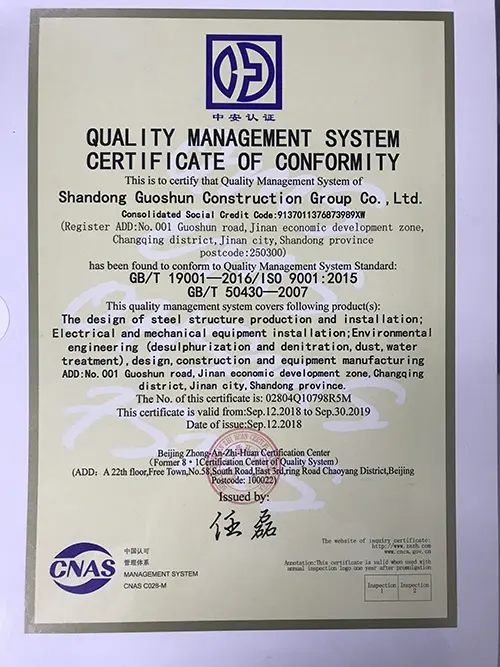 中安认证
QUALITY MANAGEMENT SYSTEM
CERTIFICATE OF CONFORMITY
This is to certify that Quality Management System of
Shandong Guoshun Construction Group Co.,Ltd.
Consolidated Social Credit Code:9137011376873989XW
(Register ADD:No.001 Guoshun road,Jinan economic development zone,
Changqing district,Jinan city,Shandong province
postcode:250300)
has been found to conform to Quality Management System Standard:
GB/T 19001—2016/ISO 9001:2015
GB/T 50430—2007
This quality management system covers following product(s):
The design of steel structure production and installation;
Electrical and mechanical equipment installation;Environmental
engineering (desulphurization and denitration,dust,water
treatment),design,construction and equipment manufacturing
ADD:No.001 Guoshun road,Jinan economic development zone,Changqing
district,Jinan city,Shandong province.
The No. of this certificate is: 02804Q10798R5M
This certificate is valid from:Sep.12.2018 to Sep.30.2019
Date of issue:Sep.12.2018
Beijing Zhong-An-Zhi-Huan Certification Center
(Former 8·1Certification Center of Quality System)
(ADD: A 22th floor,Free Town,No.58,South Road,East 3rd,ring Road Chaoyang District,Beijing
Postcode: 100022)
Issued by:
任磊
The website of inquiry certificate:
http://www.zazh.com
www.cnca.gov.cn
Annotation:This certificate is valid when used with
annual inspection logo one year after promulgation
Inspection 1
Inspection 2
CNAS
中国认可
管理体系
MANAGEMENT SYSTEM
CNAS C028-M